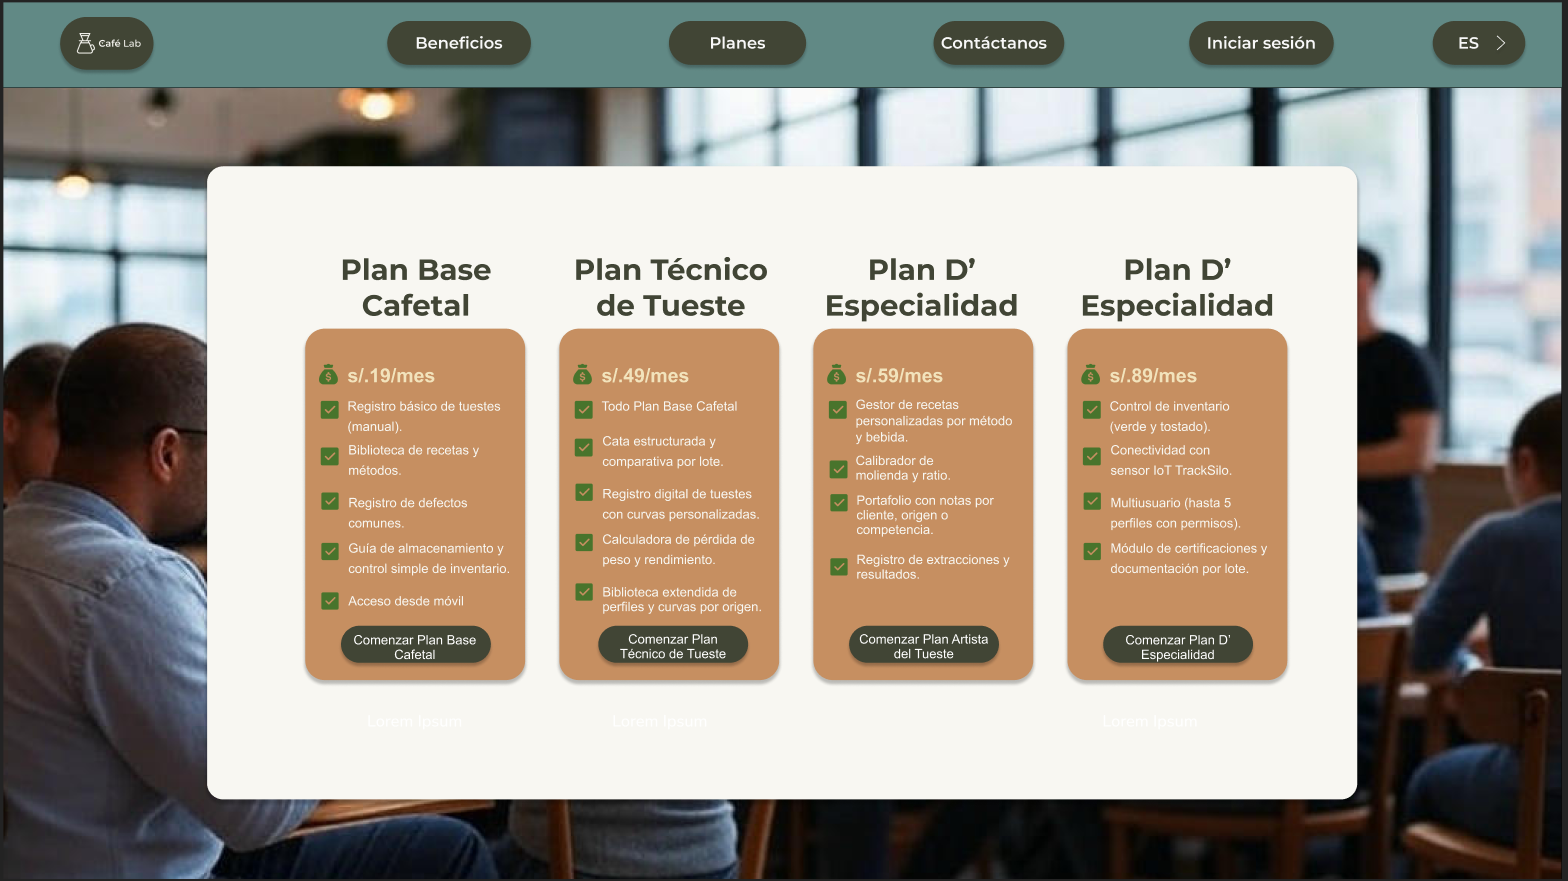 Café Lab
Beneficios
Planes
Contáctanos
Iniciar sesión
ES
Plan Base
Cafetal
s/.19/mes
Registro básico de tuestes
(manual).
Biblioteca de recetas y
métodos.
Registro de defectos
comunes.
Guía de almacenamiento y
control simple de inventario.
Acceso desde móvil
Comenzar Plan Base
Cafetal
Lorem Ipsum
Plan Técnico
de Tueste
s/.49/mes
Todo Plan Base Cafetal
Cata estructurada y
comparativa por lote.
Registro digital de tuestes
con curvas personalizadas.
Calculadora de pérdida de
peso y rendimiento.
Biblioteca extendida de
perfiles y curvas por origen.
Comenzar Plan
Técnico de Tueste
Lorem Ipsum
Plan D’
Especialidad
s/.59/mes
Gestor de recetas
personalizadas por método
y bebida.
Calibrador de
molienda y ratio.
Portafolio con notas por
cliente, origen o
competencia.
Registro de extracciones y
resultados.
Comenzar Plan Artista
del Tueste
Plan D’
Especialidad
s/.89/mes
Control de inventario
(verde y tostado).
Conectividad con
sensor IoT TrackSilo.
Multiusuario (hasta 5
perfiles con permisos).
Módulo de certificaciones y
documentación por lote.
Comenzar Plan D’
Especialidad
Lorem Ipsum